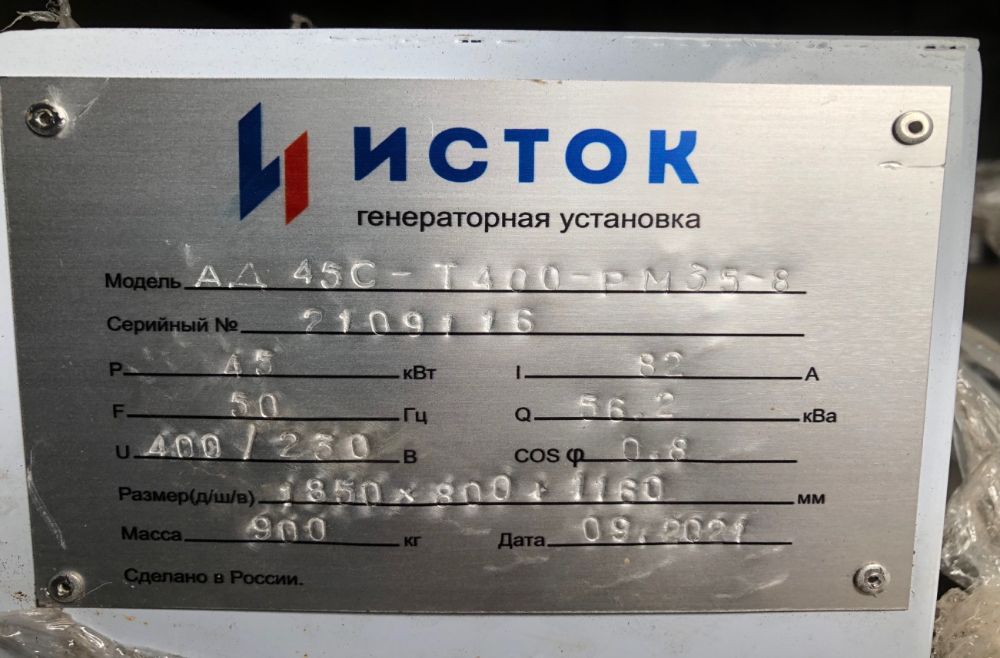 ИСТОК
генераторная установка
Модель АД 45С-Т400-РМ35-8
Серийный № 2109116
P 45 кВт I 82 А
F 50 Гц Q 56.2 кВа
U 400/230 В COS φ 0.8
Размер(д/ш/в) 1850×800×1160 мм
Масса 900 кг Дата 09.2021
Сделано в России.